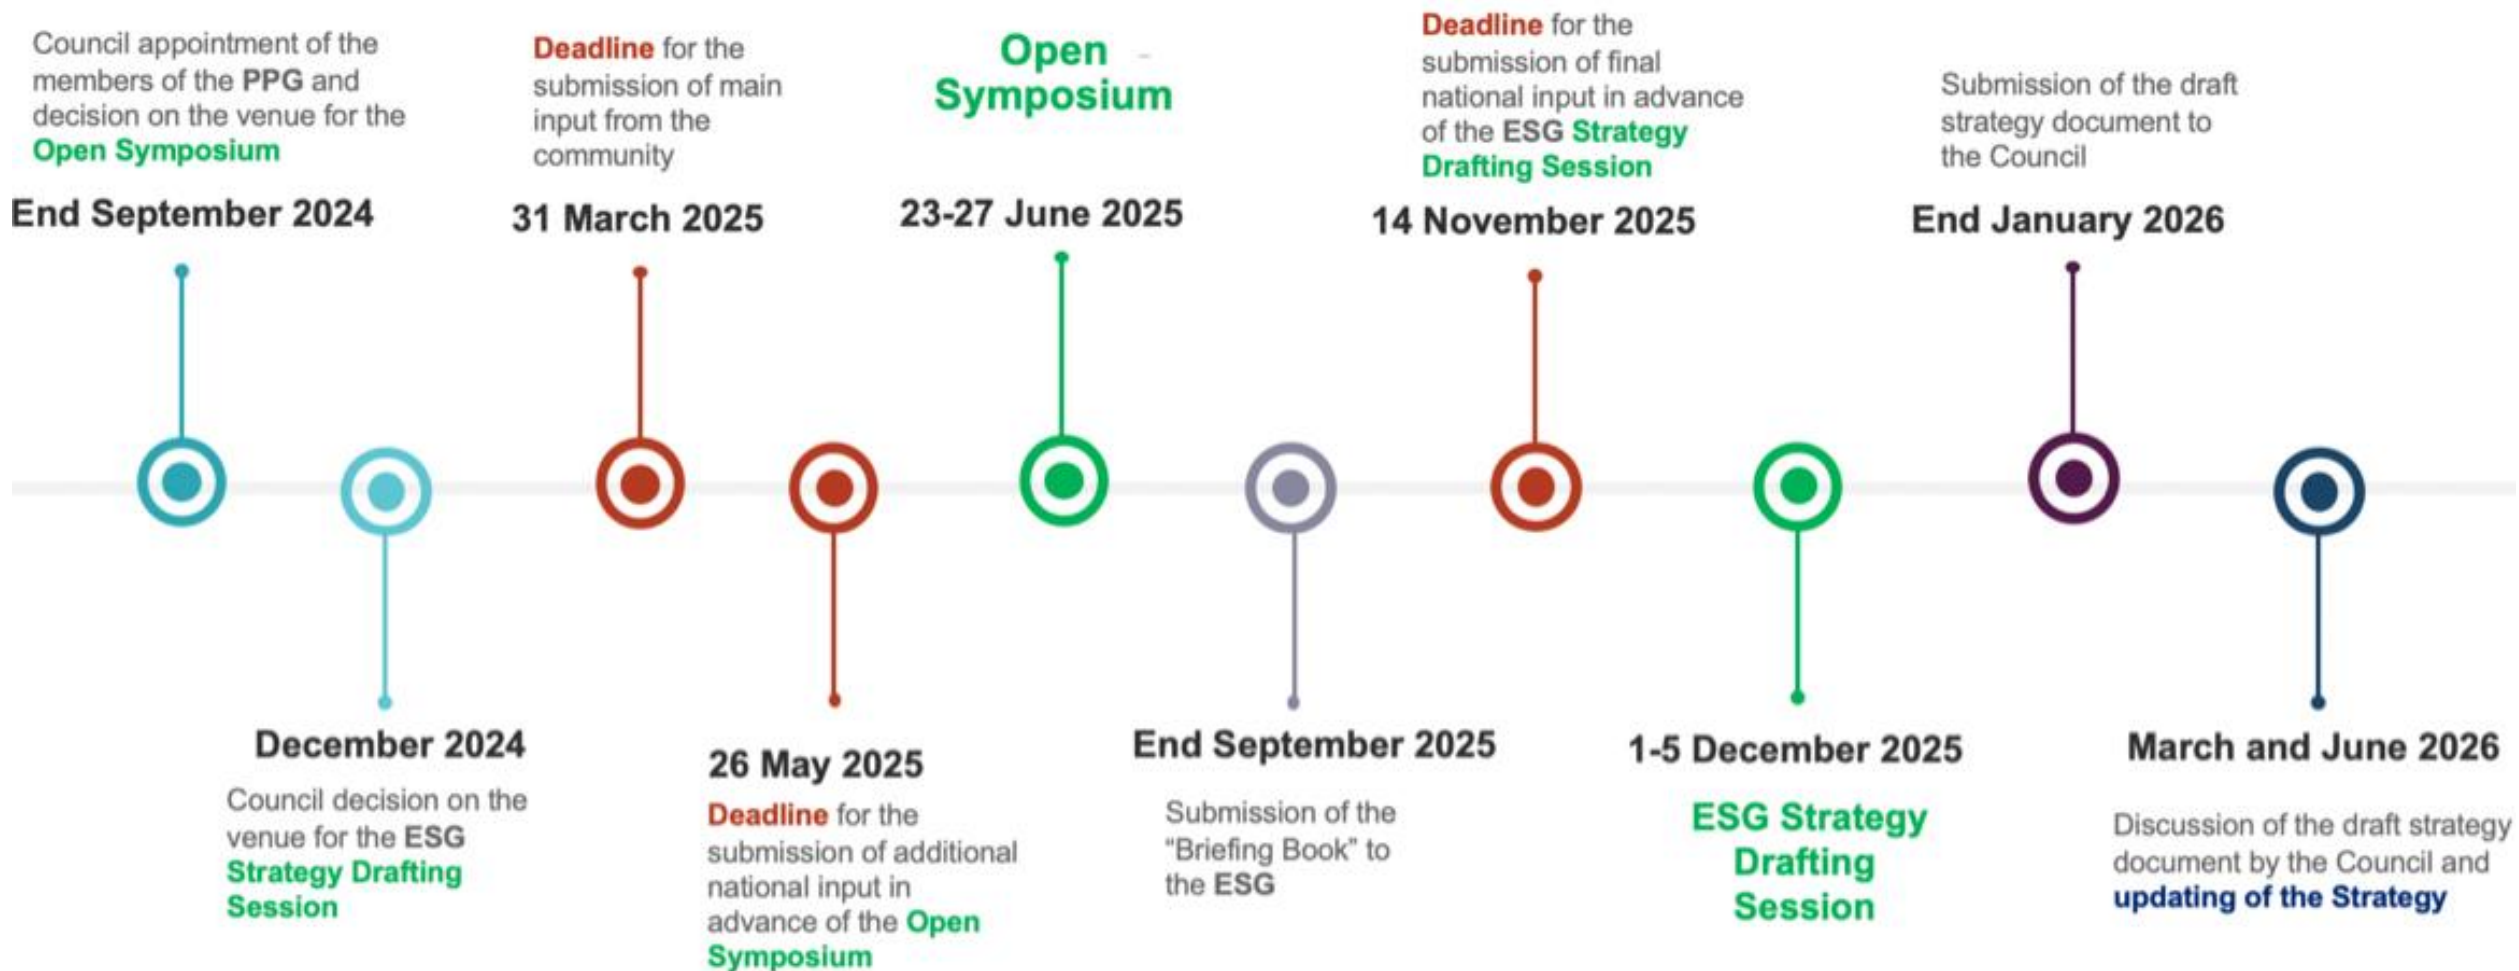 Council appointment of the
members of the PPG and
decision on the venue for the
Open Symposium
End September 2024
December 2024
Council decision on the
venue for the ESG
Strategy Drafting
Session
Deadline for the
submission of main
input from the
community
31 March 2025
26 May 2025
Deadline for the
submission of additional
national input in
advance of the Open
Symposium
Open
Symposium
23-27 June 2025
End September 2025
Submission of the
“Briefing Book” to
the ESG
Deadline for the
submission of final
national input in advance
of the ESG Strategy
Drafting Session
14 November 2025
1-5 December 2025
ESG Strategy
Drafting
Session
Submission of the draft
strategy document to
the Council
End January 2026
March and June 2026
Discussion of the draft strategy
document by the Council and
updating of the Strategy